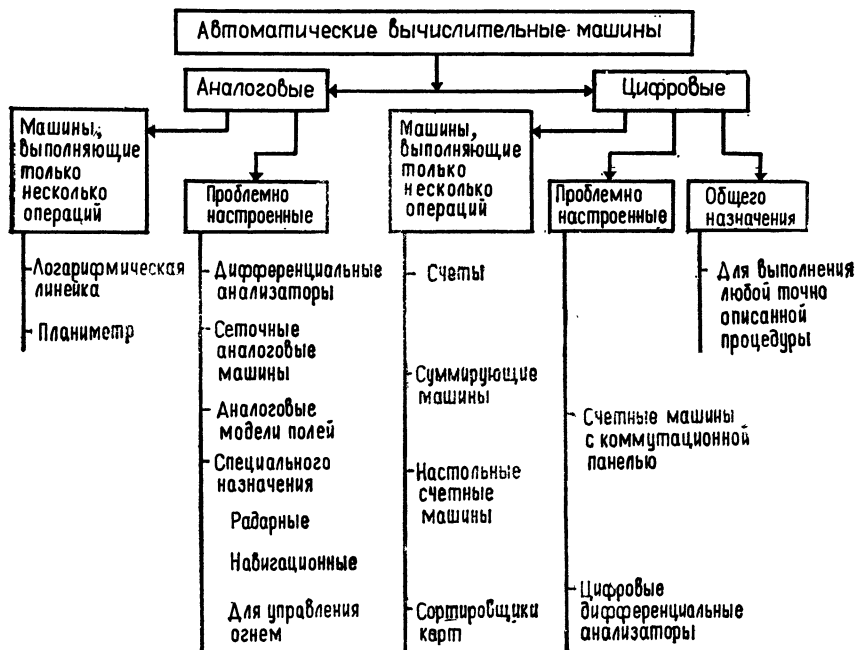 Автоматические вычислительные машины
Аналоговые
Цифровые
Машины,
выполняющие
только
несколько
операций
Проблемно
настроенные
Машины,
выполняющие
только
несколько
операций
Проблемно
настроенные
Общего
назначения
Логарифмическая
линейка
Планиметр
Дифференциальные
анализаторы
Сеточные
аналоговые
машины
Аналоговые
модели полей
Специального
назначения
Радарные
Навигационные
Для управления
огнем
Счеты
Суммирующие
машины
Настольные
счетные
машины
Сортировщики
карт
Счетные машины
с коммутационной
панелью
Цифровые
дифференциальные
анализаторы
Для выполнения
любой точно
описанной
процедуры